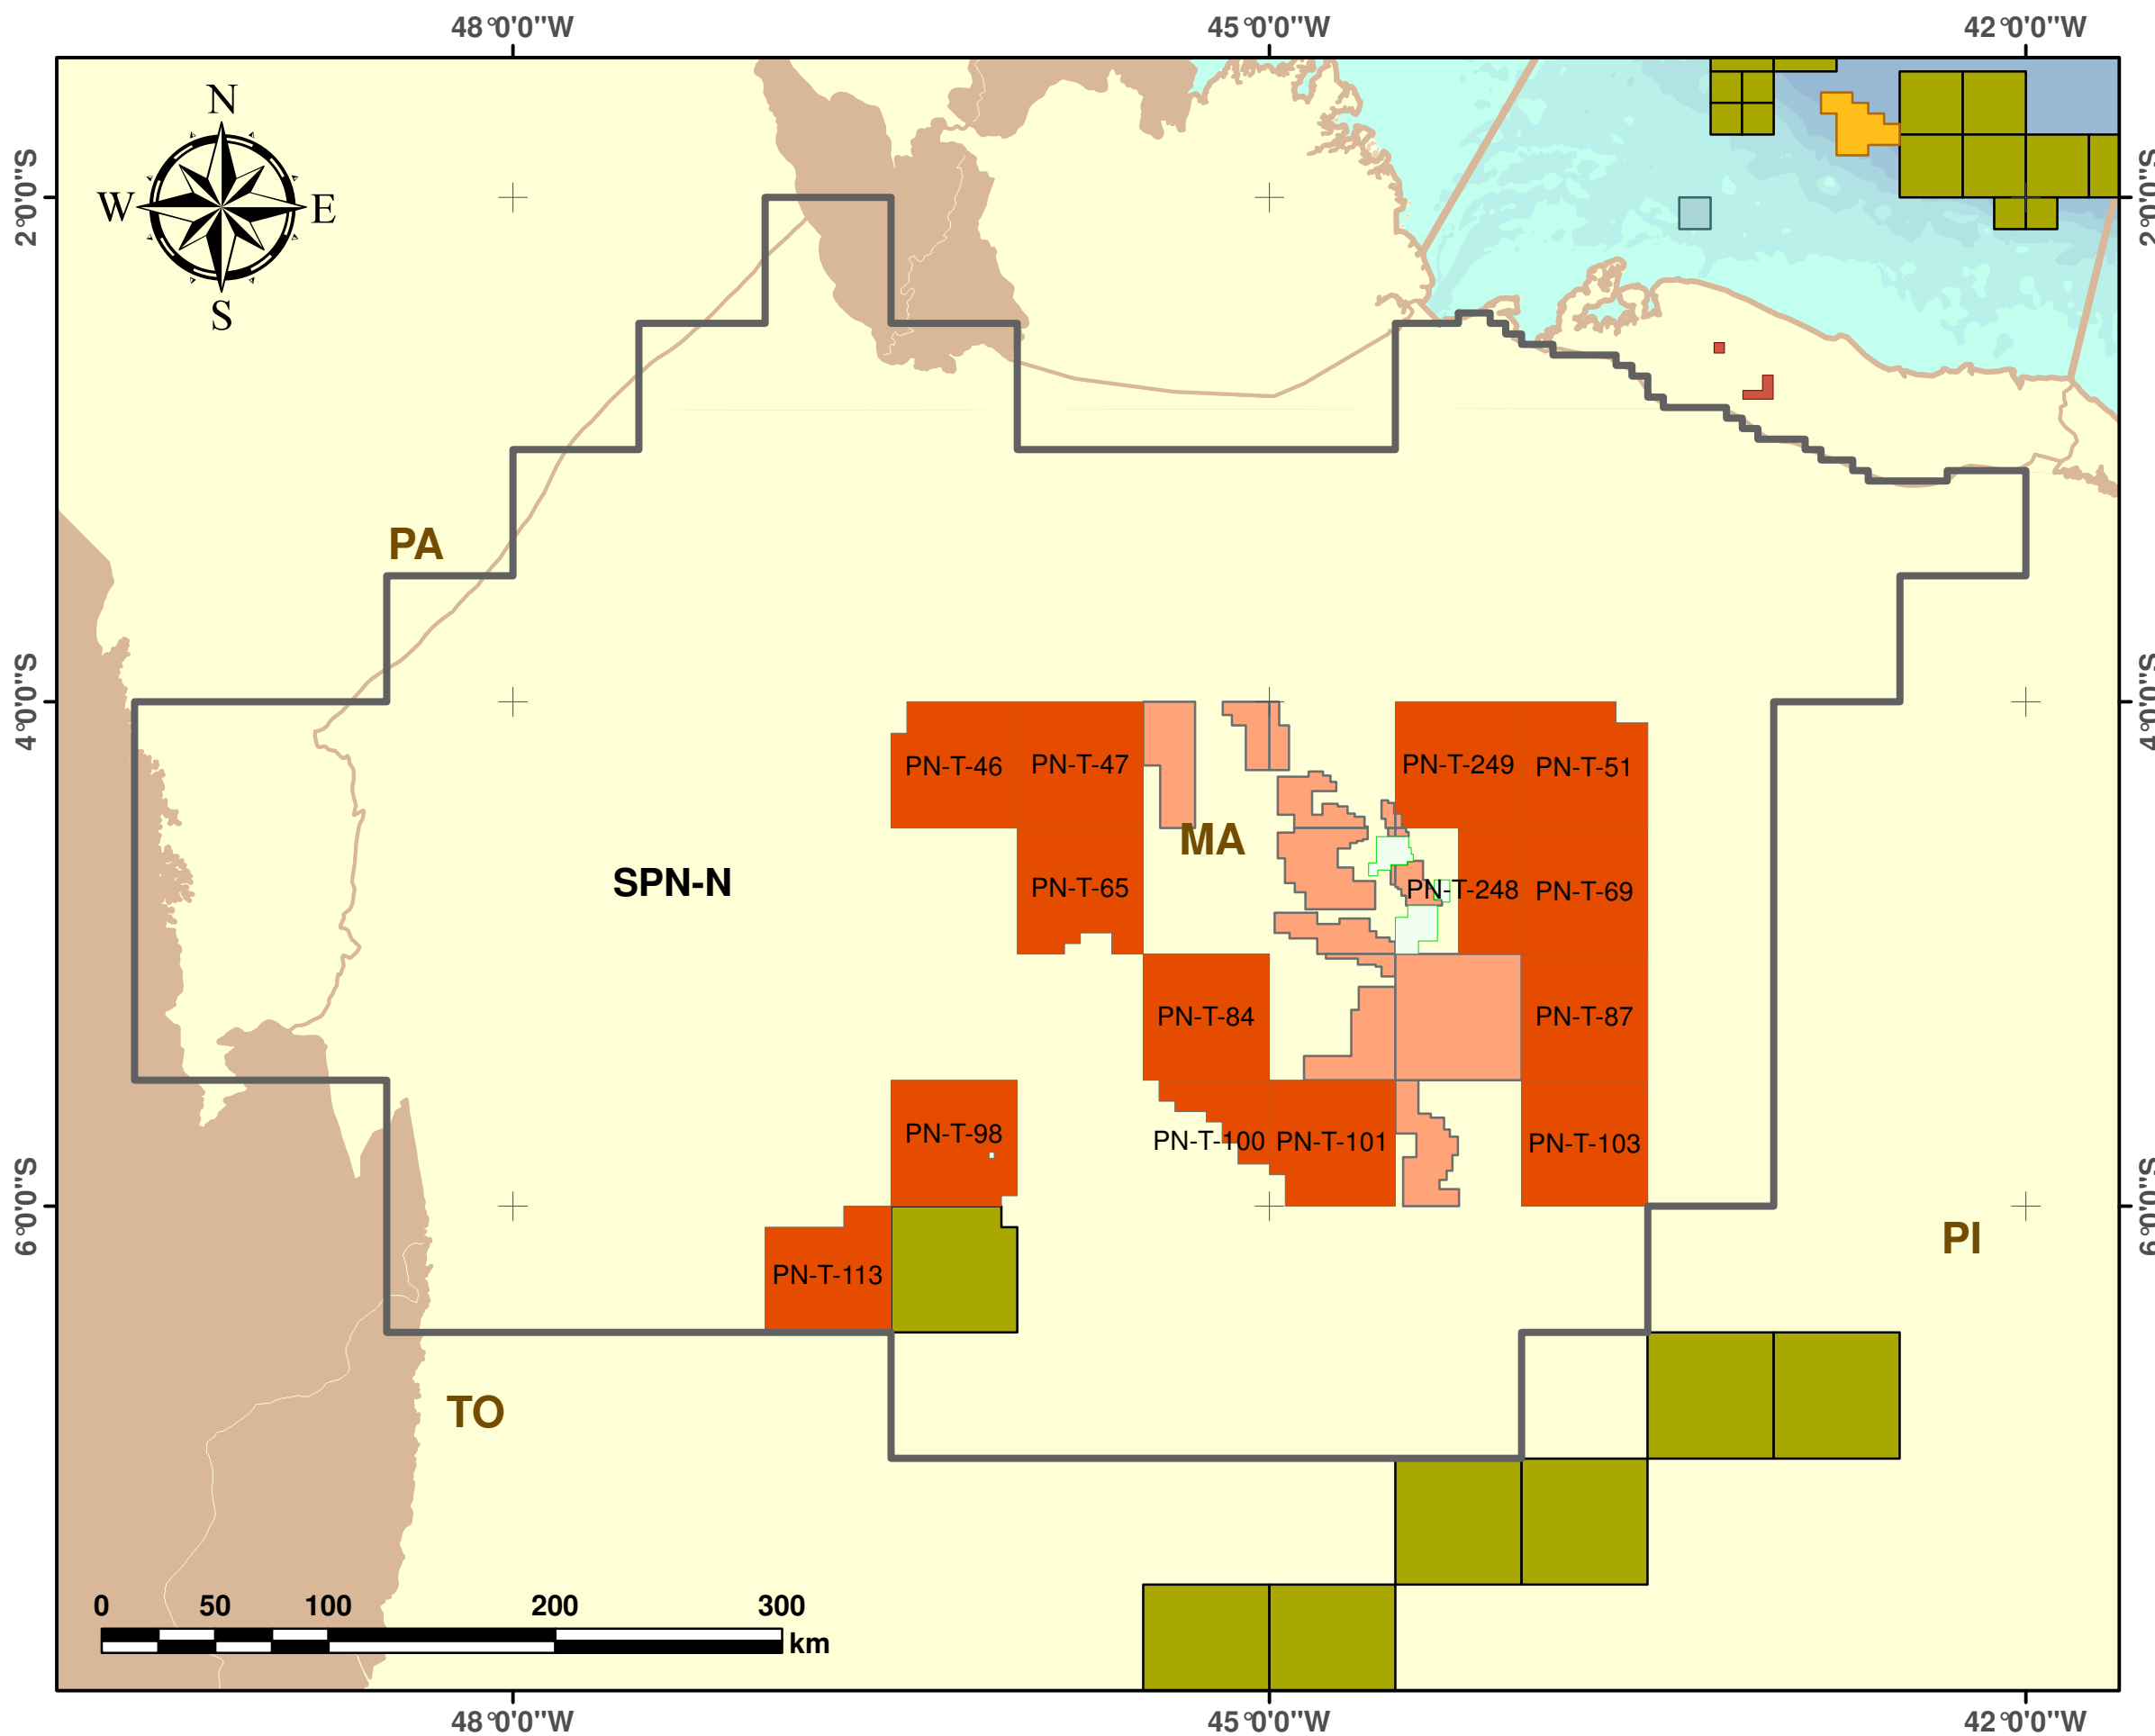 48°0'0"W 45°0'0"W 42°0'0"W
N
W E
S
2°0'0"S 2°0'0"S
PA
4°0'0"S 4°0'0"S
PN-T-46 PN-T-47 PN-T-249 PN-T-51
MA
SPN-N PN-T-65 PN-T-248 PN-T-69
PN-T-84 PN-T-87
PN-T-98 PN-T-100 PN-T-101 PN-T-103
6°0'0"S 6°0'0"S
PI
PN-T-113
TO
0 50 100 200 300
km
48°0'0"W 45°0'0"W 42°0'0"W